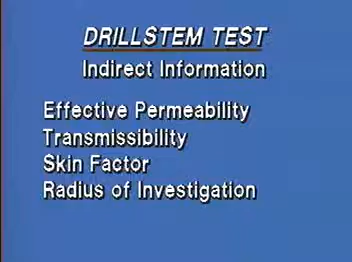 DRILLSTEM TEST
Indirect Information
Effective Permeability
Transmissibility
Skin Factor
Radius of Investigation